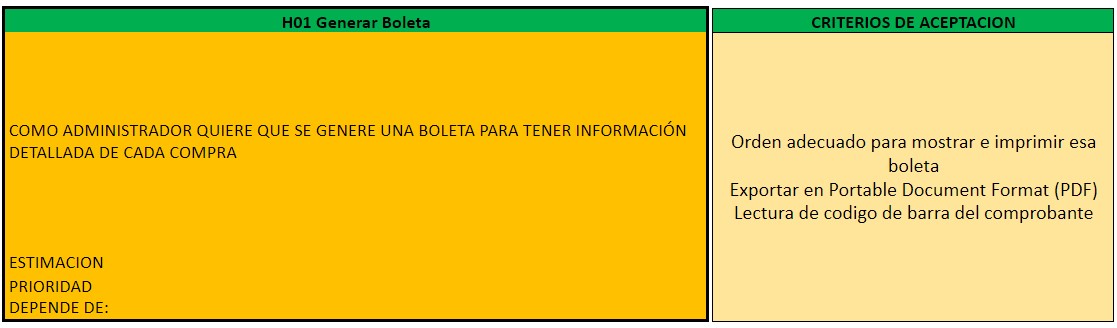 H01 Generar Boleta
COMO ADMINISTRADOR QUIERE QUE SE GENERE UNA BOLETA PARA TENER INFORMACIÓN
DETALLADA DE CADA COMPRA
ESTIMACION
PRIORIDAD
DEPENDE DE:
CRITERIOS DE ACEPTACION
Orden adecuado para mostrar e imprimir esa
boleta
Exportar en Portable Document Format (PDF)
Lectura de codigo de barra del comprobante